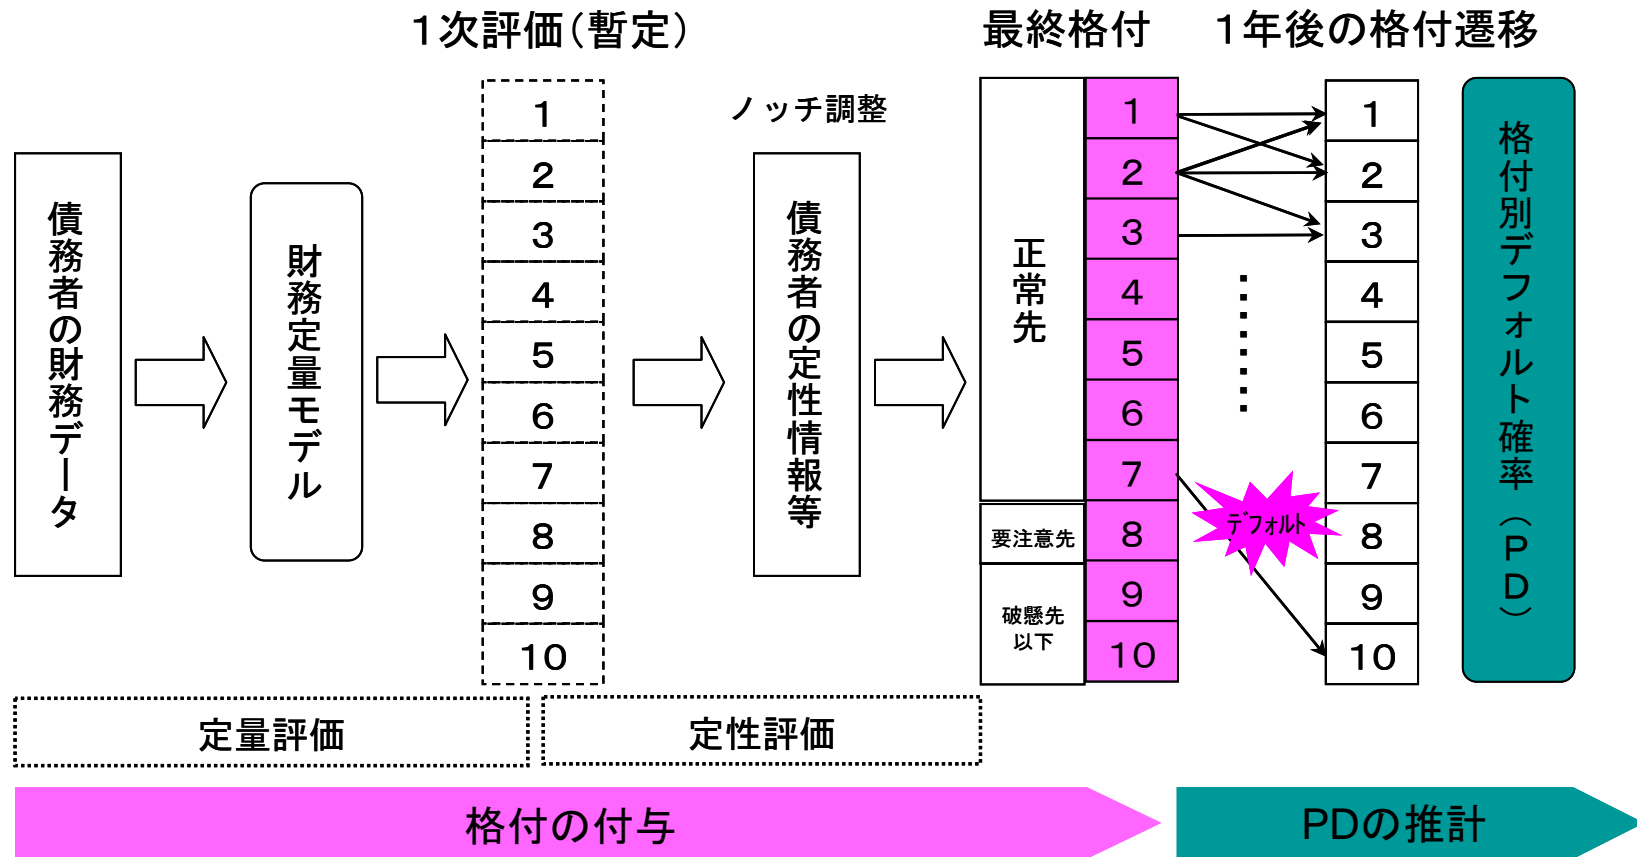 1次評価(暫定)
最終格付
1年後の格付遷移
債務者の財務データ
財務定量モデル
1
2
3
4
5
6
7
8
9
10
ノッチ調整
債務者の定性情報等
正常先
要注意先
破懸先
以下
1
2
3
4
5
6
7
8
9
10
デフォルト
1
2
3
4
5
6
7
8
9
10
格付別デフォルト確率(PD)
定量評価
定性評価
格付の付与
PDの推計